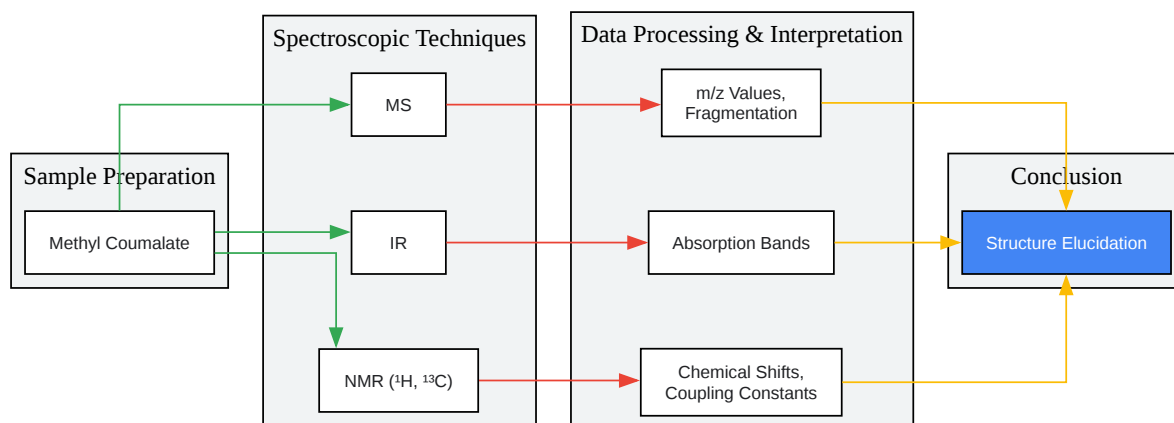 Sample Preparation
Methyl Coumalate
Spectroscopic Techniques
MS
IR
NMR (¹H, ¹³C)
Data Processing & Interpretation
m/z Values,
Fragmentation
Absorption Bands
Chemical Shifts,
Coupling Constants
Conclusion
Structure Elucidation